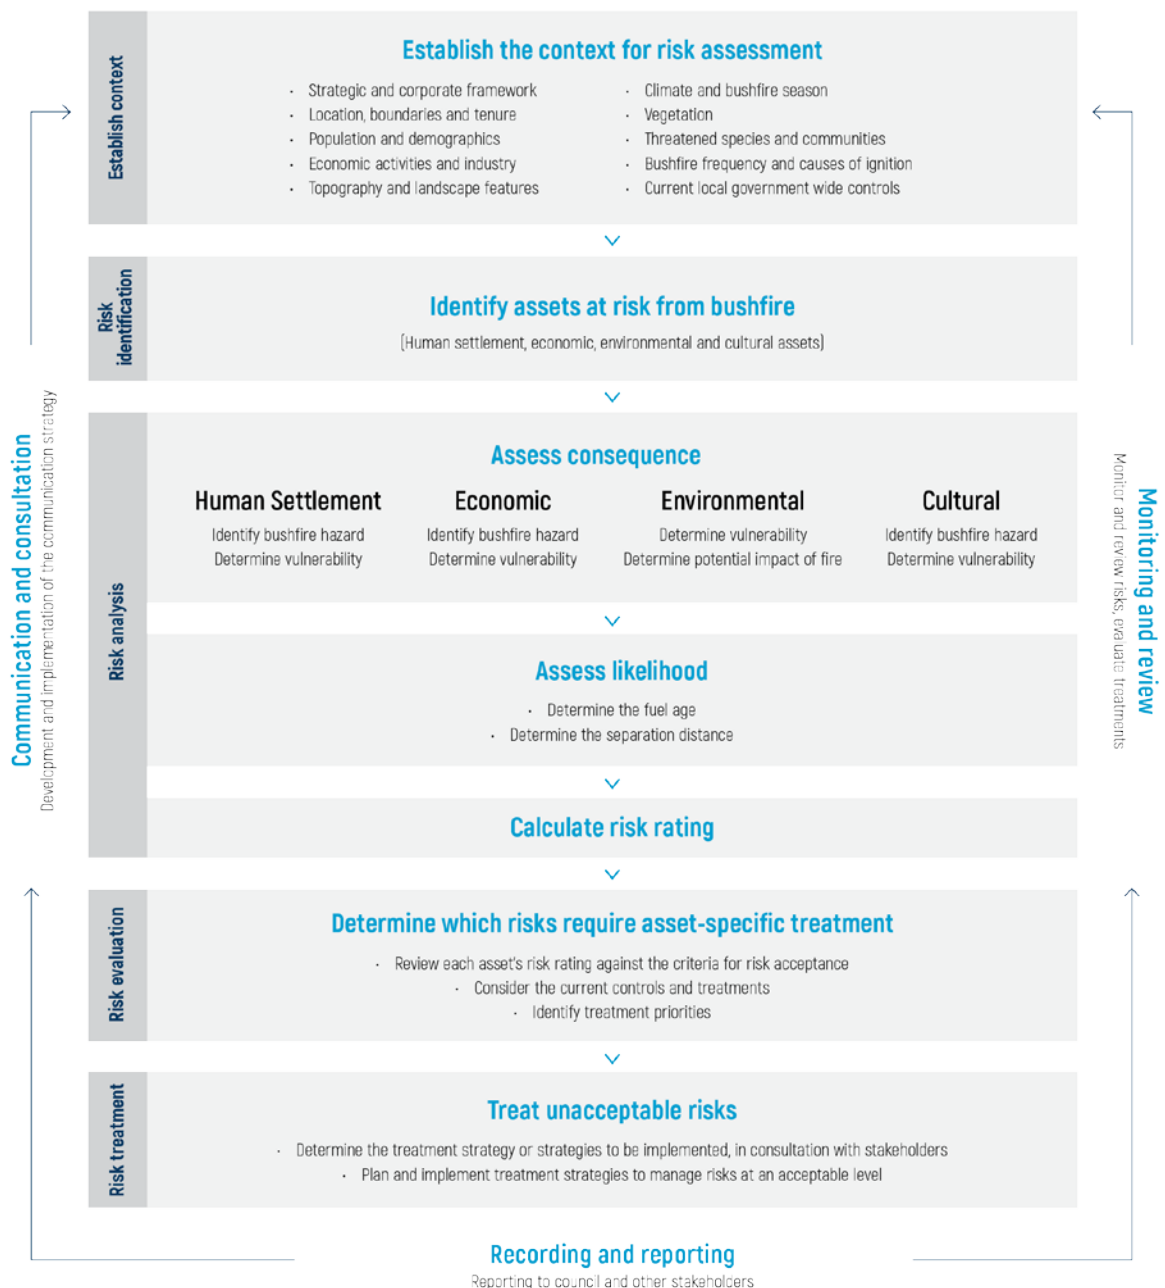 Establish context
Establish the context for risk assessment
· Strategic and corporate framework
· Location, boundaries and tenure
· Population and demographics
· Economic activities and industry
· Topography and landscape features
· Climate and bushfire season
· Vegetation
· Threatened species and communities
· Bushfire frequency and causes of ignition
· Current local government wide controls
Risk
identification
Identify assets at risk from bushfire
(Human settlement, economic, environmental and cultural assets)
Risk analysis
Assess consequence
Human Settlement
Identify bushfire hazard
Determine vulnerability
Economic
Identify bushfire hazard
Determine vulnerability
Environmental
Determine vulnerability
Determine potential impact of fire
Cultural
Identify bushfire hazard
Determine vulnerability
Assess likelihood
· Determine the fuel age
· Determine the separation distance
Calculate risk rating
Risk evaluation
Determine which risks require asset-specific treatment
· Review each asset's risk rating against the criteria for risk acceptance
· Consider the current controls and treatments
· Identify treatment priorities
Risk treatment
Treat unacceptable risks
· Determine the treatment strategy or strategies to be implemented, in consultation with stakeholders
· Plan and implement treatment strategies to manage risks at an acceptable level
Communication and consultation
Development and implementation of the communication strategy
Monitoring and review
Monitor and review risks, evaluate treatments
Recording and reporting
Reporting to council and other stakeholders